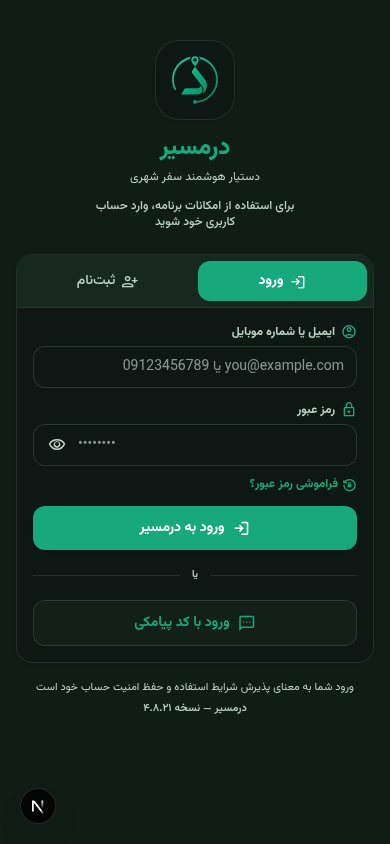 درمسیر
دستیار هوشمند سفر شهری
برای استفاده از امکانات برنامه، وارد حساب
کاربری خود شوید
ورود
ثبت‌نام
ایمیل یا شماره موبایل
you@example.com یا 09123456789
رمز عبور
••••••••
فراموشی رمز عبور؟
ورود به درمسیر
یا
ورود با کد پیامکی
ورود شما به معنای پذیرش شرایط استفاده و حفظ امنیت حساب خود است
درمسیر — نسخه ۴.۸.۲۱
N